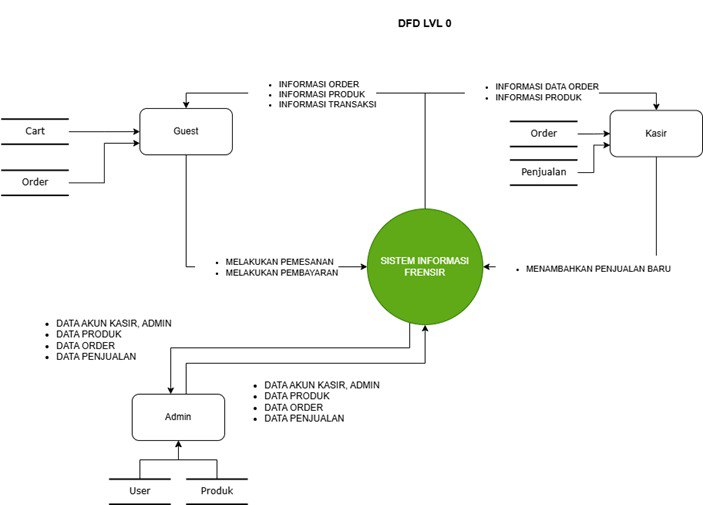 DFD LVL 0
• INFORMASI ORDER
• INFORMASI PRODUK
• INFORMASI TRANSAKSI
• INFORMASI DATA ORDER
• INFORMASI PRODUK
Cart
Guest
Order
Kasir
Order
Penjualan
SISTEM INFORMASI
FRENSIR
• MELAKUKAN PEMESANAN
• MELAKUKAN PEMBAYARAN
• MENAMBAHKAN PENJUALAN BARU
• DATA AKUN KASIR, ADMIN
• DATA PRODUK
• DATA ORDER
• DATA PENJUALAN
• DATA AKUN KASIR, ADMIN
• DATA PRODUK
• DATA ORDER
• DATA PENJUALAN
Admin
User
Produk